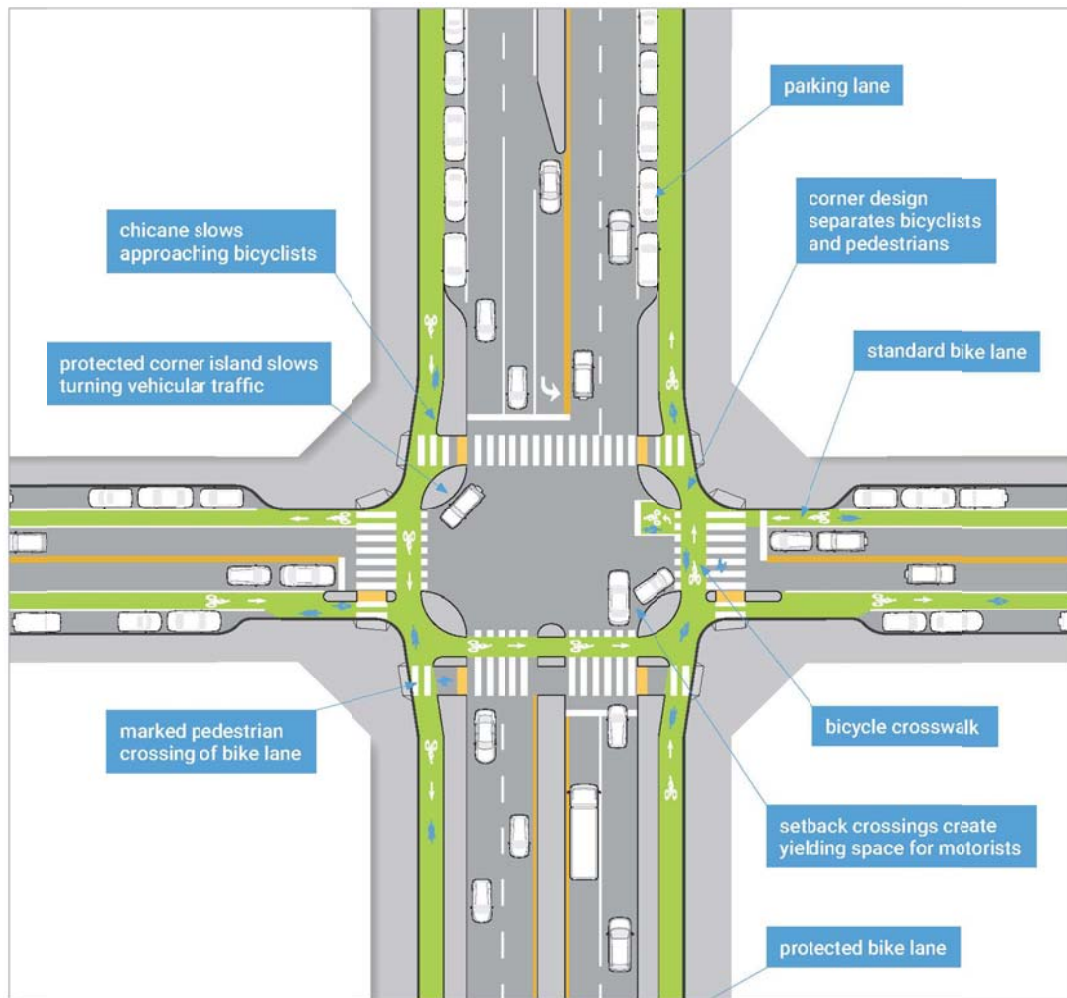 parking lane
corner design
separates bicyclists
and pedestrians
chicane slows
approaching bicyclists
protected corner island slows
turning vehicular traffic
standard bike lane
marked pedestrian
crossing of bike lane
bicycle crosswalk
setback crossings create
yielding space for motorists
protected bike lane